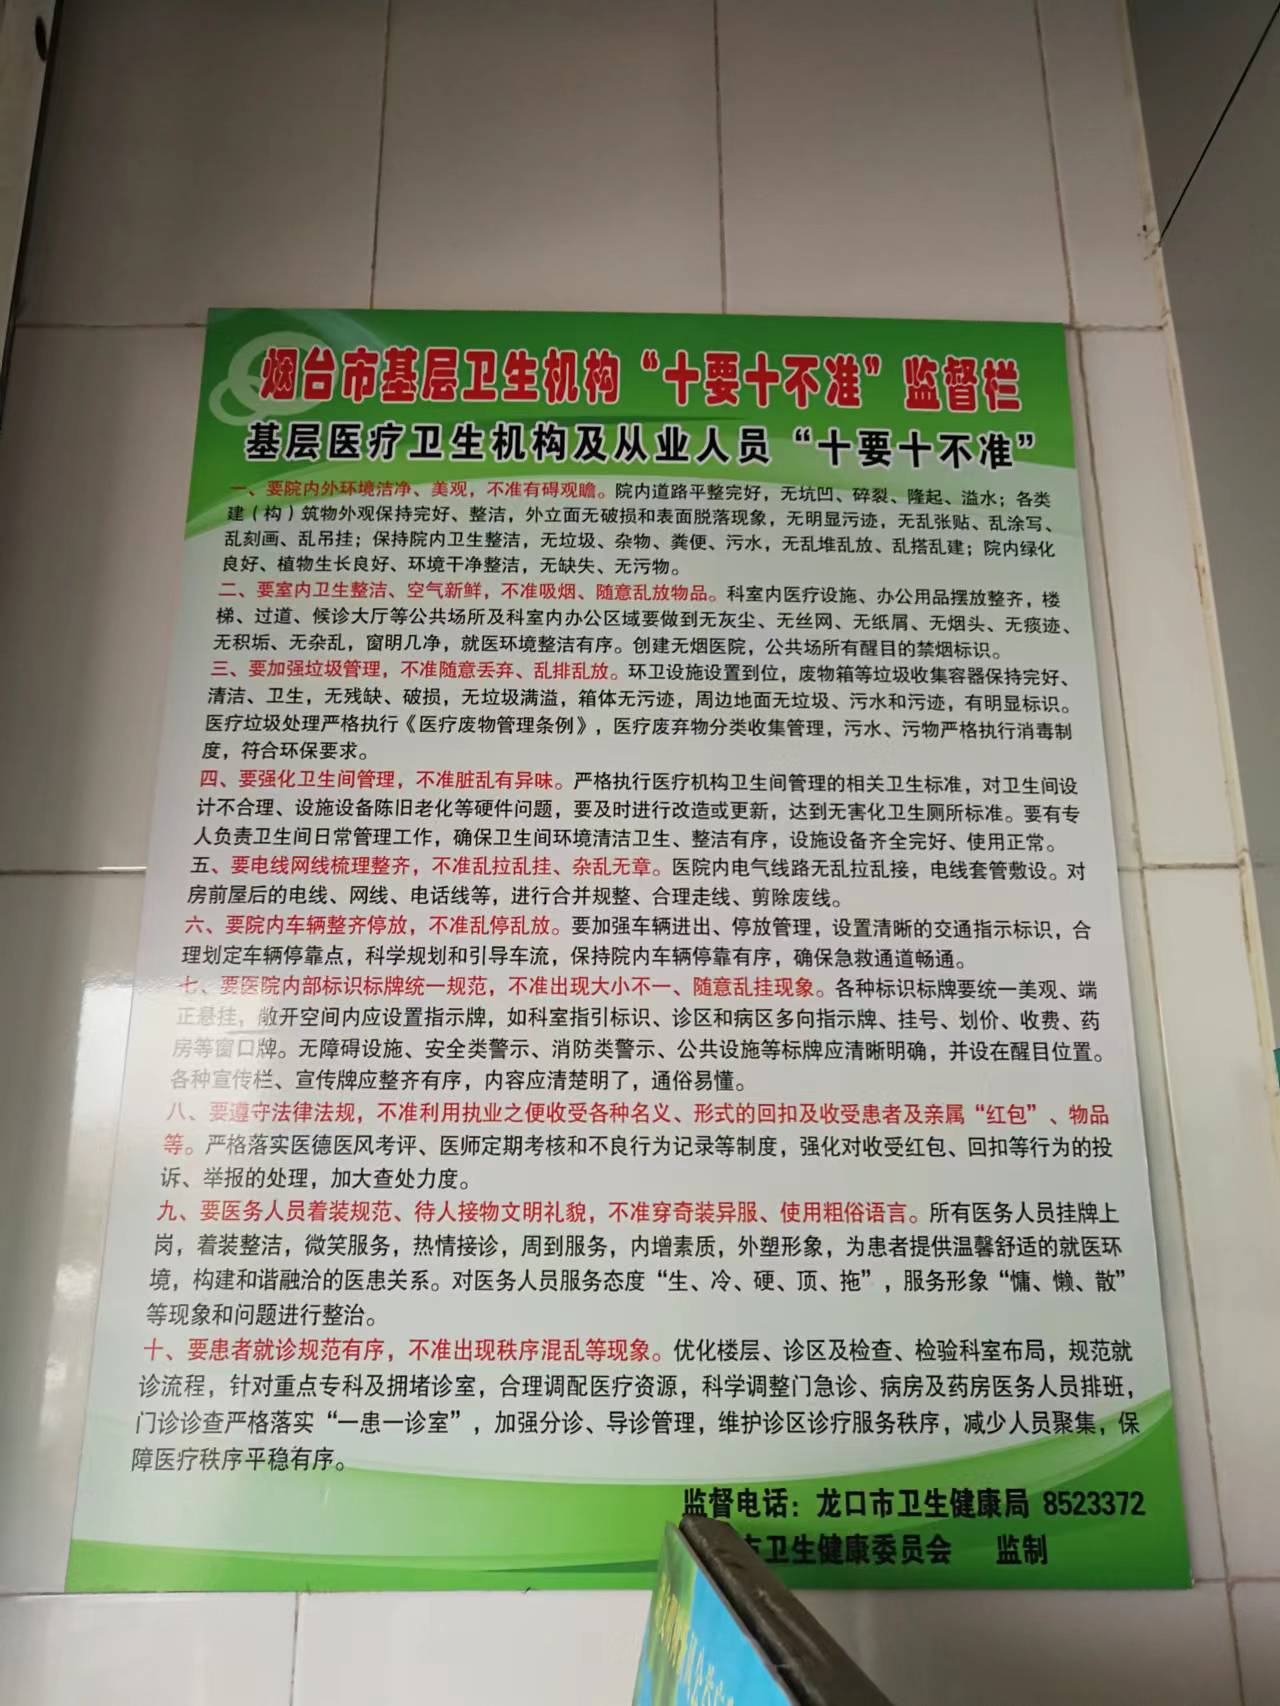 烟台市基层卫生机构“十要十不准”监督栏
基层医疗卫生机构及从业人员“十要十不准”
一、要院内外环境洁净、美观，不准有碍观瞻。院内道路平整完好，无坑凹、碎裂、隆起、溢水；各类
建（构）筑物外观保持完好、整洁，外立面无破损和表面脱落现象，无明显污迹，无乱张贴、乱涂写、
乱刻画、乱吊挂；保持院内卫生整洁，无垃圾、杂物、粪便、污水，无乱堆乱放、乱搭乱建；院内绿化
良好、植物生长良好、环境干净整洁，无缺失、无污物。
二、要室内卫生整洁、空气新鲜，不准吸烟、随意乱放物品。科室内医疗设施、办公用品摆放整齐，楼
梯、过道、候诊大厅等公共场所及科室内办公区域要做到无灰尘、无丝网、无纸屑、无烟头、无痰迹、
无积垢、无杂乱，窗明几净，就医环境整洁有序。创建无烟医院，公共场所有醒目的禁烟标识。
三、要加强垃圾管理，不准随意丢弃、乱排乱放。环卫设施设置到位，废物箱等垃圾收集容器保持完好、
清洁、卫生，无残缺、破损，无垃圾满溢，箱体无污迹，周边地面无垃圾、污水和污迹，有明显标识。
医疗垃圾处理严格执行《医疗废物管理条例》，医疗废弃物分类收集管理，污水、污物严格执行消毒制
度，符合环保要求。
四、要强化卫生间管理，不准脏乱有异味。严格执行医疗机构卫生间管理的相关卫生标准，对卫生间设
计不合理、设施设备陈旧老化等硬件问题，要及时进行改造或更新，达到无害化卫生厕所标准。要有专
人负责卫生间日常管理工作，确保卫生间环境清洁卫生、整洁有序，设施设备齐全完好、使用正常。
五、要电线网线梳理整齐，不准乱拉乱挂、杂乱无章。医院内电气线路无乱拉乱接，电线套管敷设。对
房前屋后的电线、网线、电话线等，进行合并规整、合理走线、剪除废线。
六、要院内车辆整齐停放，不准乱停乱放。要加强车辆进出、停放管理，设置清晰的交通指示标识，合
理划定车辆停靠点，科学规划和引导车流，保持院内车辆停靠有序，确保急救通道畅通。
七、要医院内部标识标牌统一规范，不准出现大小不一、随意乱挂现象。各种标识标牌要统一美观、端
正悬挂，敞开空间内应设置指示牌，如科室指引标识、诊区和病区多向指示牌、挂号、划价、收费、药
房等窗口牌。无障碍设施、安全类警示、消防类警示、公共设施等标牌应清晰明确，并设在醒目位置。
各种宣传栏、宣传牌应整齐有序，内容应清楚明了，通俗易懂。
八、要遵守法律法规，不准利用执业之便收受各种名义、形式的回扣及收受患者及亲属“红包”、物品
等。严格落实医德医风考评、医师定期考核和不良行为记录等制度，强化对收受红包、回扣等行为的投
诉、举报的处理，加大查处力度。
九、要医务人员着装规范、待人接物文明礼貌，不准穿奇装异服、使用粗俗语言。所有医务人员挂牌上
岗，着装整洁，微笑服务，热情接诊，周到服务，内增素质，外塑形象，为患者提供温馨舒适的就医环
境，构建和谐融洽的医患关系。对医务人员服务态度“生、冷、硬、顶、拖”，服务形象“慵、懒、散”
等现象和问题进行整治。
十、要患者就诊规范有序，不准出现秩序混乱等现象。优化楼层、诊区及检查、检验科室布局，规范就
诊流程，针对重点专科及拥堵诊室，合理调配医疗资源，科学调整门急诊、病房及药房医务人员排班，
门诊诊查严格落实“一患一诊室”，加强分诊、导诊管理，维护诊区诊疗服务秩序，减少人员聚集，保
障医疗秩序平稳有序。
监督电话：龙口市卫生健康局 8523372
市卫生健康委员会 监制